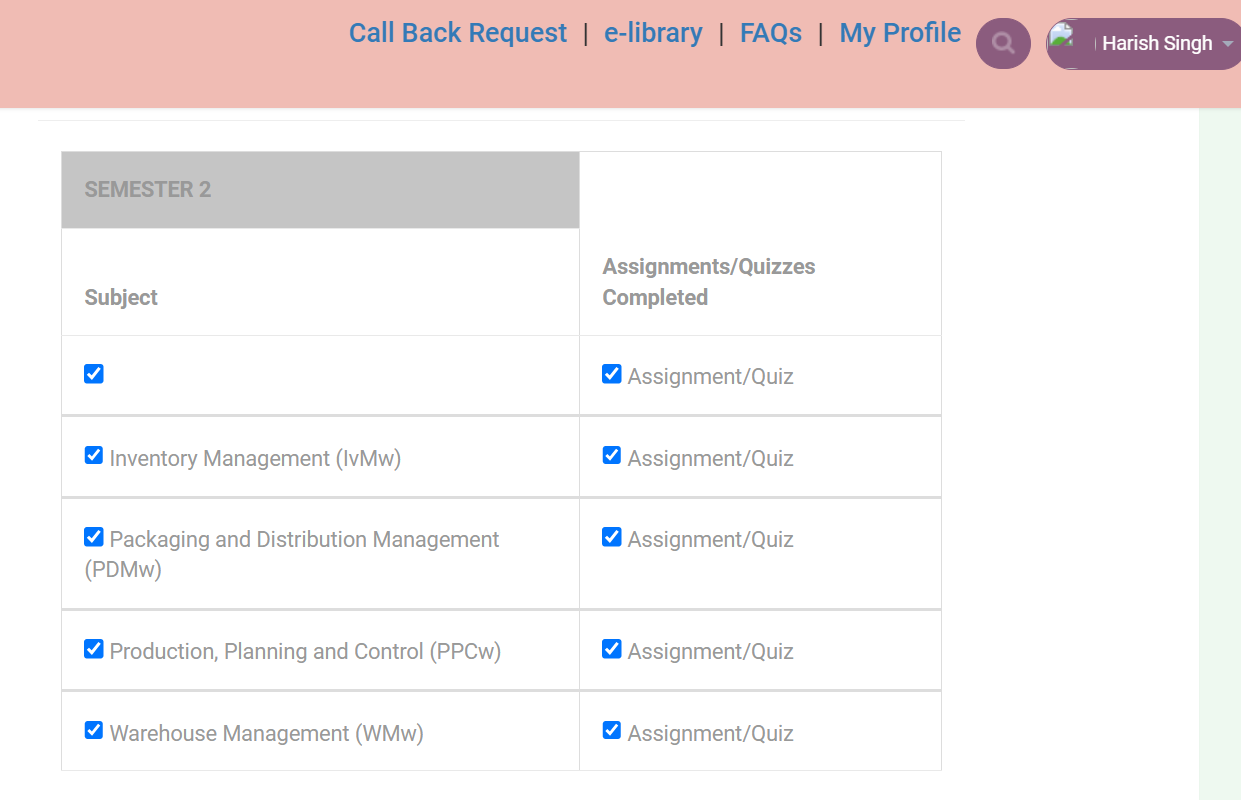 Call Back Request | e-library | FAQs | My Profile
Harish Singh
SEMESTER 2
Subject
Assignments/Quizzes
Completed
Assignment/Quiz
Inventory Management (IvMw)
Assignment/Quiz
Packaging and Distribution Management
(PDMw)
Assignment/Quiz
Production, Planning and Control (PPCw)
Assignment/Quiz
Warehouse Management (WMw)
Assignment/Quiz